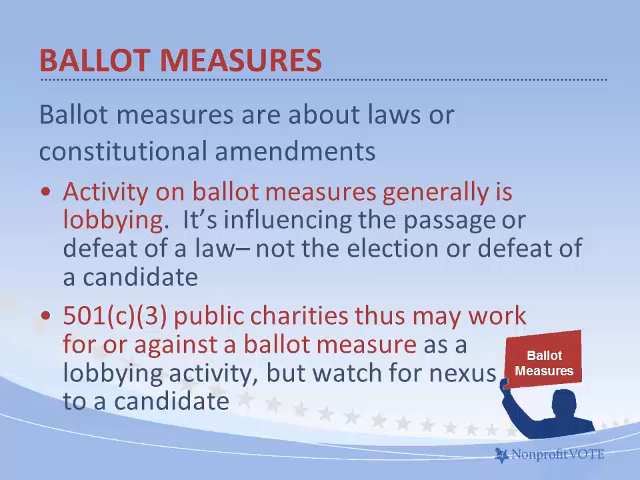 BALLOT MEASURES
Ballot measures are about laws or
constitutional amendments
• Activity on ballot measures generally is
lobbying.  It’s influencing the passage or
defeat of a law– not the election or defeat of
a candidate
• 501(c)(3) public charities thus may work
for or against a ballot measure as a
lobbying activity, but watch for nexus
to a candidate
Ballot
Measures
NonprofitVOTE